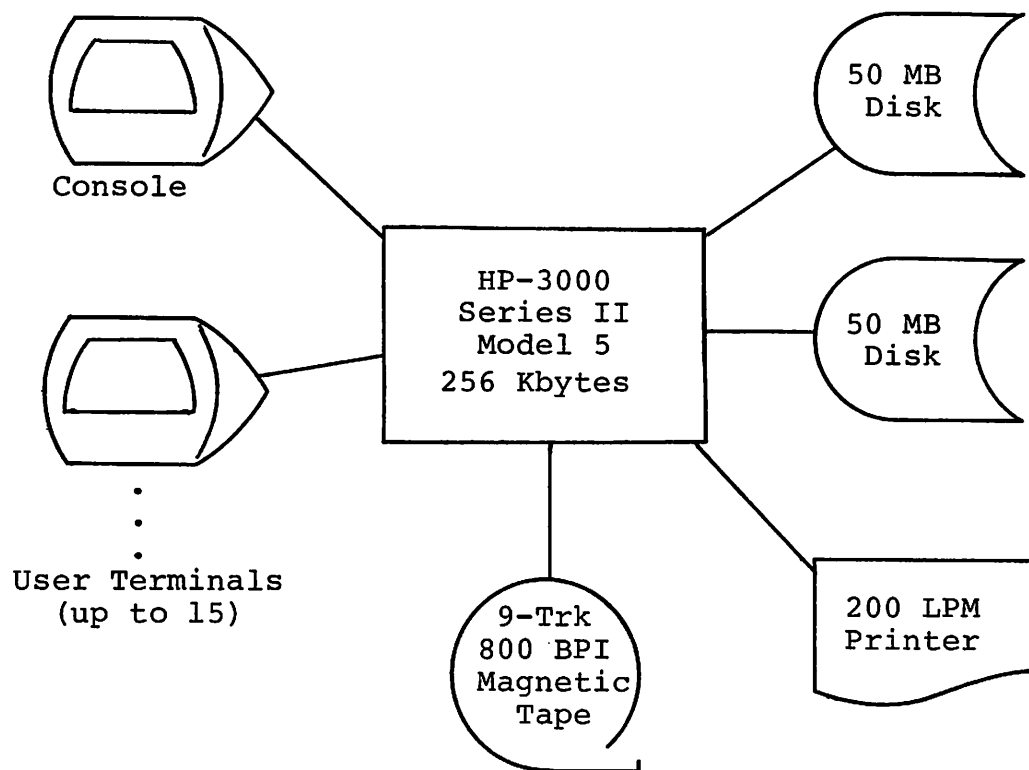 Console
50 MB
Disk
HP-3000
Series II
Model 5
256 Kbytes
50 MB
Disk
User Terminals
(up to 15)
9-Trk
800 BPI
Magnetic
Tape
200 LPM
Printer